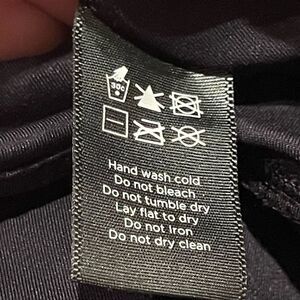 30c
Hand wash cold
Do not bleach
Do not tumble dry
Lay flat to dry
Do not Iron
Do not dry clean